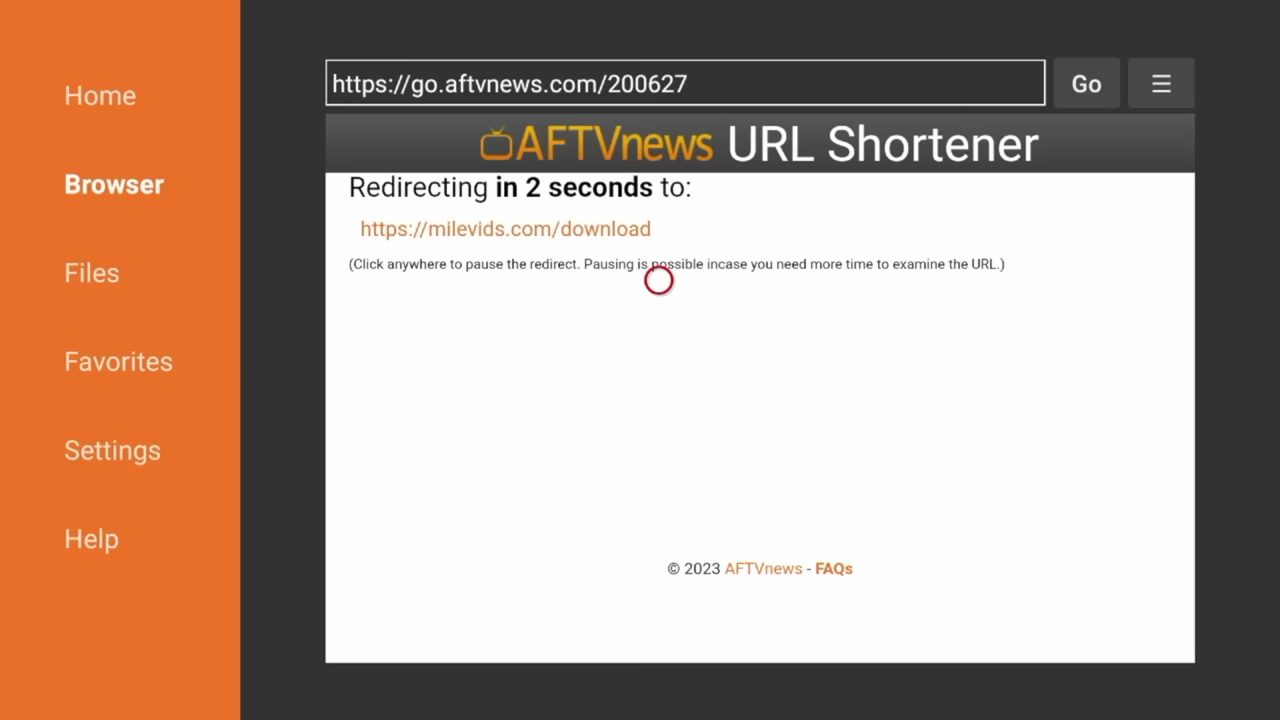 Home
Browser
Files
Favorites
Settings
Help
https://go.aftvnews.com/200627
Go
☰
AFTVnews URL Shortener
Redirecting in 2 seconds to:
https://milevids.com/download
(Click anywhere to pause the redirect. Pausing is possible incase you need more time to examine the URL.)
© 2023 AFTVnews - FAQs